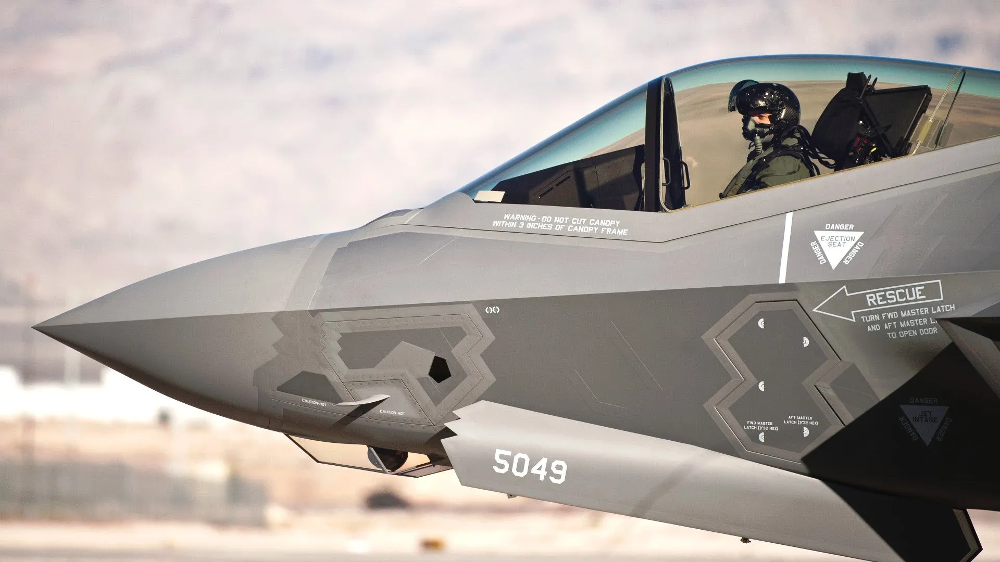 WARNING-DO NOT CUT CANOPY
WITHIN 3 INCHES OF CANOPY FRAME
DANGER
EJECTION
SEAT
DANGER
DANGER
RESCUE
TURN FWD MASTER LATCH
AND AFT MASTER L
TO OPEN DOOR
CAUTION-HOT
CAUTION-HOT
FWD MASTER
LATCH (7/32 HEX)
AFT MASTER
LATCH (7/32 HEX)
DANGER
JET
INTAKE
DANGER
DANGER
5049